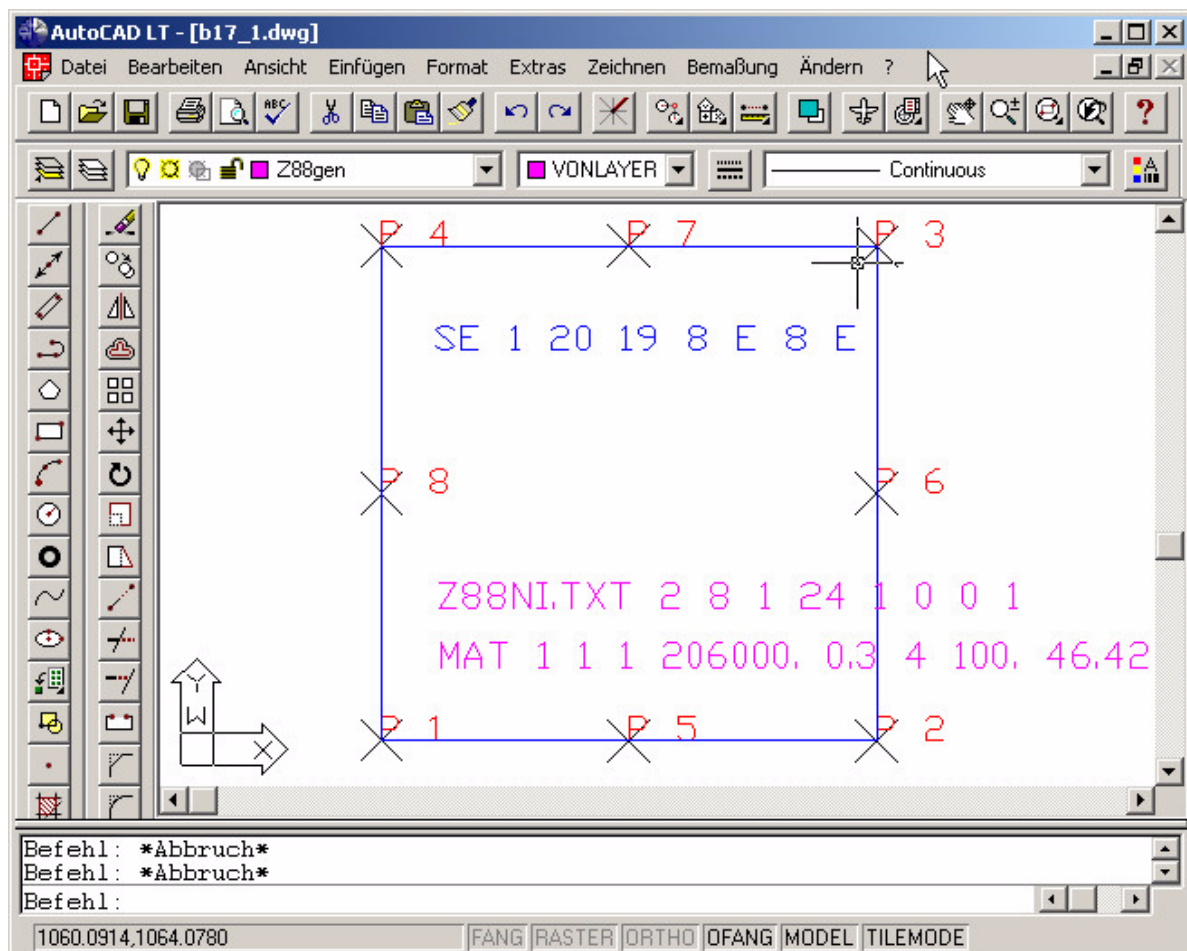 AutoCAD LT - [b17_1.dwg]
Datei Bearbeiten Ansicht Einfügen Format Extras Zeichnen Bemaßung Ändern ?
ABC
Z88gen VONLAYER Continuous
P 4 P 7 P 3
SE 1 20 19 8 E 8 E
P 8 P 6
Z88NI.TXT 2 8 1 24 1 0 0 1
MAT 1 1 1 206000. 0.3 4 100. 46.42
Y
W
X
P 1 P 5 P 2
Befehl: *Abbruch*
Befehl: *Abbruch*
Befehl:
1060.0914,1064.0780 FANG RASTER ORTHO OFANG MODEL TILEMODE